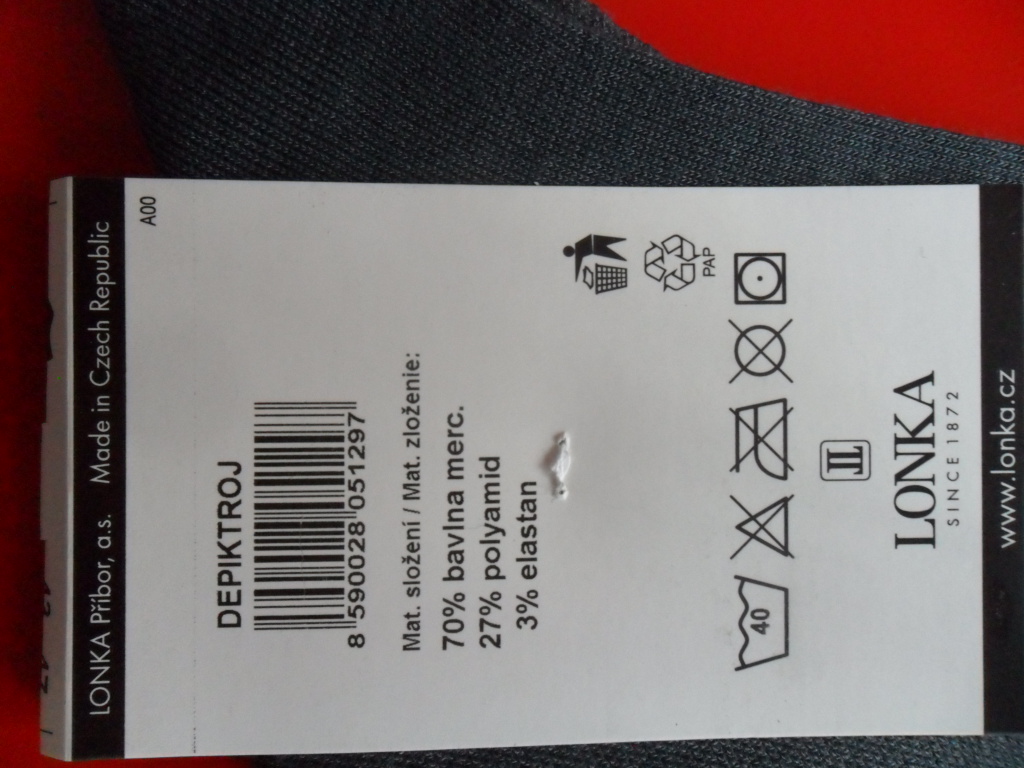 LONKA Příbor, a.s. Made in Czech Republic
A00
DEPIKTROJ
8 590028 051297
Mat. složení / Mat. zloženie:
70% bavlna merc.
27% polyamid
3% elastan
PAP
40
LONKA
SINCE 1872
www.lonka.cz